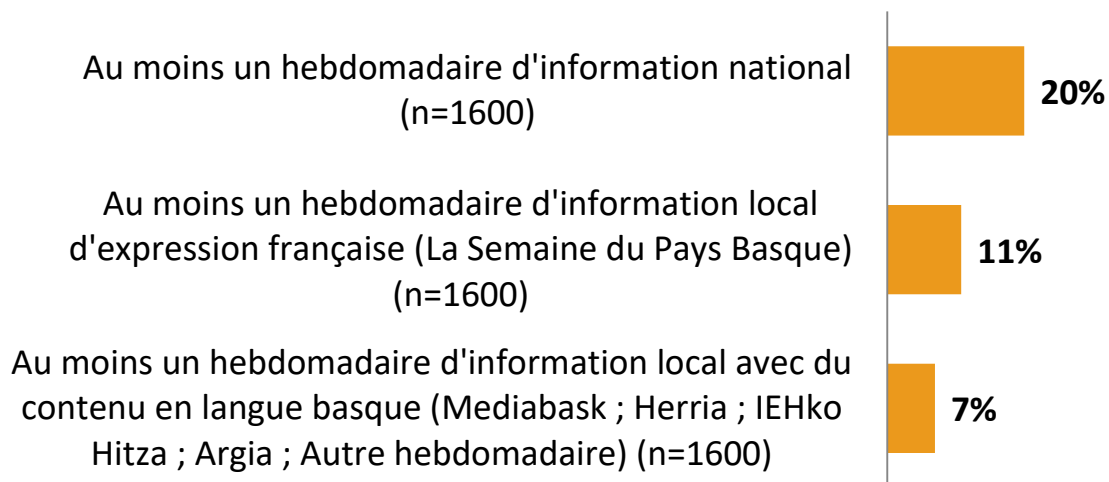 Au moins un hebdomadaire d'information national
(n=1600)
20%
Au moins un hebdomadaire d'information local
d'expression française (La Semaine du Pays Basque)
(n=1600)
11%
Au moins un hebdomadaire d'information local avec du
contenu en langue basque (Mediabask ; Herria ; IEHko
Hitza ; Argia ; Autre hebdomadaire) (n=1600)
7%